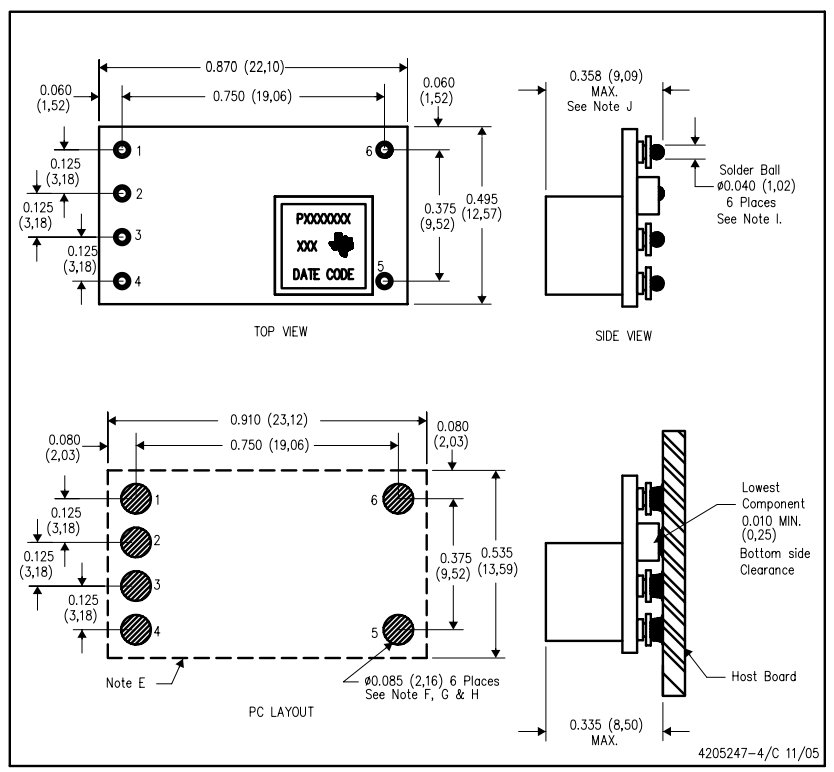 0.870 (22,10)
0.060
(1,52)
0.750 (19,06)
0.060
(1,52)
1
6
0.125
(3,18)
2
0.125
(3,18)
3
0.125
(3,18)
4
5
0.375
(9,52)
0.495
(12,57)
PXXXXXXX
XXX
DATE CODE
TOP VIEW
0.358 (9,09)
MAX.
See Note J
Solder Ball
ø0.040 (1,02)
6 Places
See Note I.
SIDE VIEW
0.910 (23,12)
0.080
(2,03)
0.750 (19,06)
0.080
(2,03)
1
6
0.125
(3,18)
2
0.125
(3,18)
3
0.125
(3,18)
4
5
0.375
(9,52)
0.535
(13,59)
Note E
ø0.085 (2,16) 6 Places
See Note F, G & H
PC LAYOUT
Lowest
Component
0.010 MIN.
(0,25)
Bottom side
Clearance
Host Board
0.335 (8,50)
MAX.
4205247-4/C 11/05